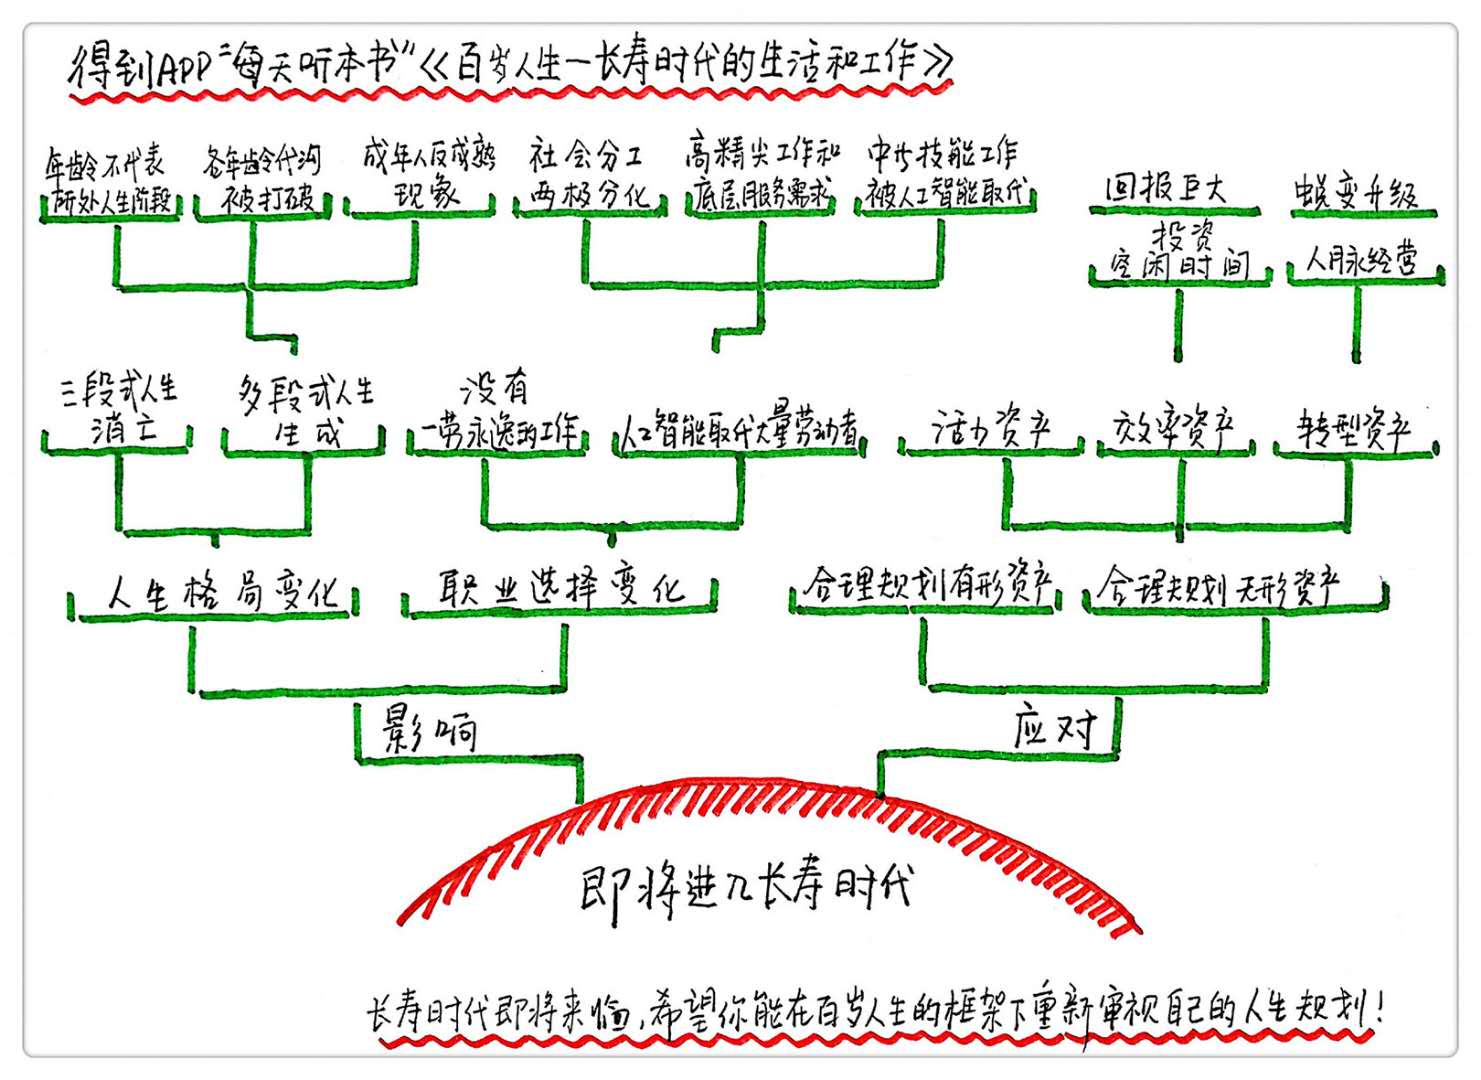 得到APP“每天听本书”《百岁人生—长寿时代的生活和工作》
年龄不代表
所处人生阶段
各年龄代沟
被打破
成年人反成熟
现象
社会分工
两极分化
高精尖工作和
底层服务需求
中产技能工作
被人工智能取代
回报巨大
投资
空闲时间
蜕变升级
人脉经营
三段式人生
消亡
多段式人生
生成
没有
一劳永逸的工作
人工智能取代大量劳动者
活力资产
效率资产
转型资产
人生格局变化
职业选择变化
合理规划有形资产
合理规划无形资产
影响
应对
即将进入长寿时代
长寿时代即将来临,希望你能在百岁人生的框架下重新审视自己的人生规划!